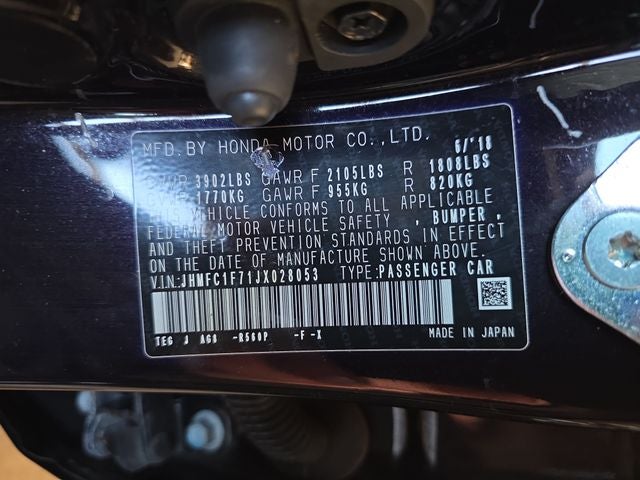 MFD. BY HONDA MOTOR CO., LTD. 6/'18
3902LBS GAWR F 2105LBS R 1808LBS
1770KG GAWR F 955KG R 820KG
THIS VEHICLE CONFORMS TO ALL APPLICABLE
FEDERAL MOTOR VEHICLE SAFETY , BUMPER ,
AND THEFT PREVENTION STANDARDS IN EFFECT
ON THE DATE OF MANUFACTURE SHOWN ABOVE.
V.I.N: JHMFC1F71JX028053 TYPE:PASSENGER CAR
TEG J AG8 -R560P -F -X MADE IN JAPAN